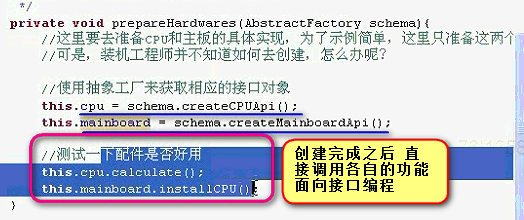 */
private void prepareHardwares(AbstractFactory schema){
//这里要去准备CPU和主板的具体实现，为了示例简单，这里只准备这两个
//可是，装机工程师并不知道如何去创建，怎么办呢？
//使用抽象工厂来获取相应的接口对象
this.cpu = schema.createCPUApi();
this.mainboard = schema.createMainboardApi();
//测试一下配件是否好用
this.cpu.calculate();
this.mainboard.installCPU();
}
创建完成之后 直
接调用各自的功能
面向接口编程